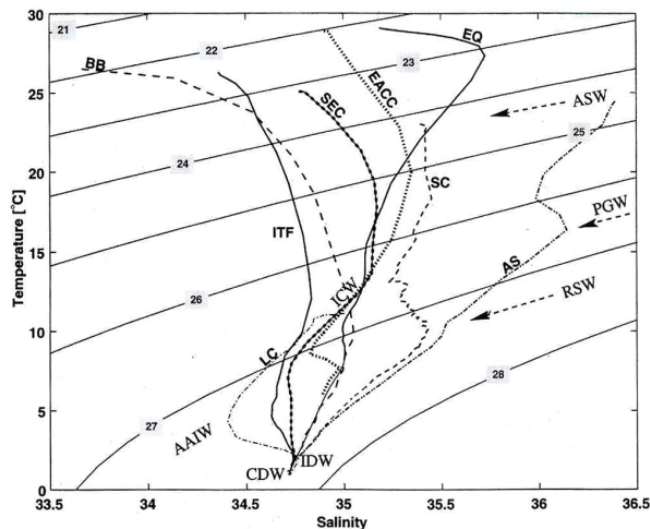 21
22
BB
EQ
23
EACC
SEC
ASW
25
24
SC
PGW
ITF
AS
RSW
ICW
26
LC
28
27
AAIW
IDW
CDW
30
25
20
15
10
5
0
33.5
34
34.5
35
35.5
36
36.5
Temperature [°C]
Salinity